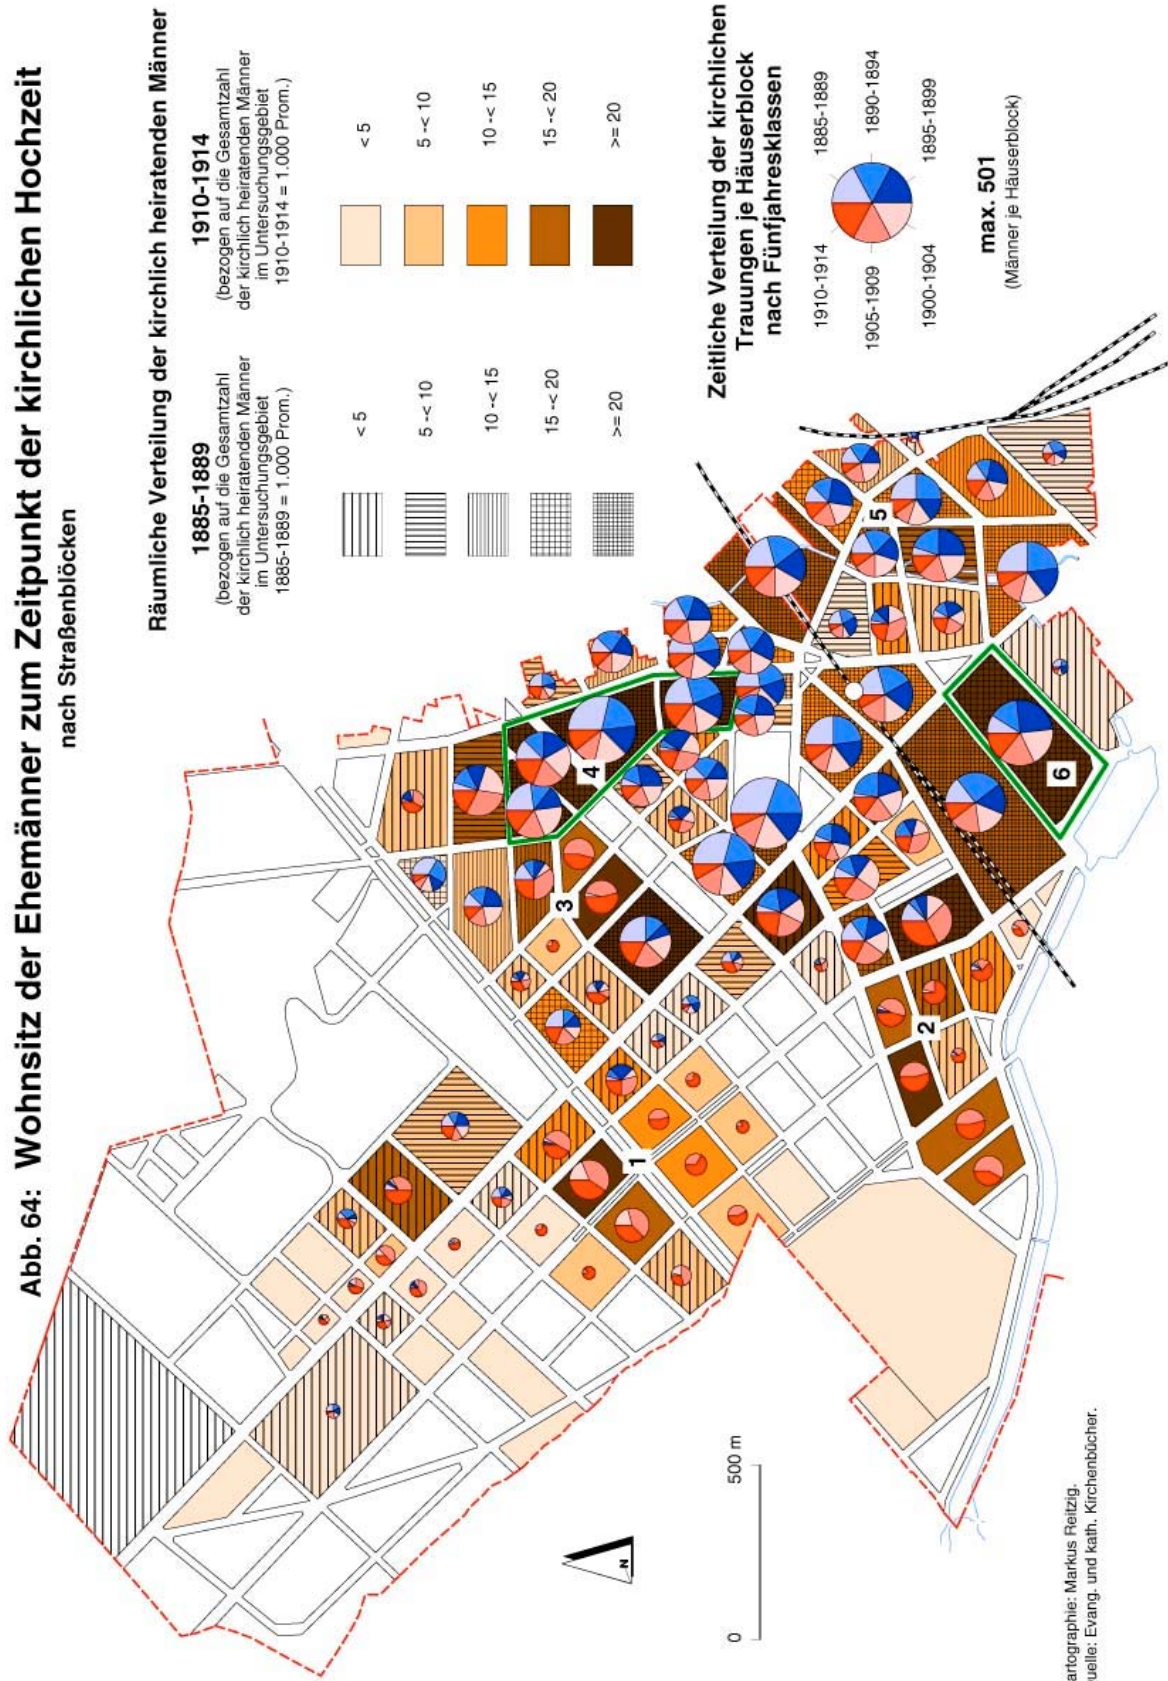 Abb. 64: Wohnsitz der Ehemänner zum Zeitpunkt der kirchlichen Hochzeit
nach Straßenblöcken
Räumliche Verteilung der kirchlich heiratenden Männer
1885-1889
(bezogen auf die Gesamtzahl
der kirchlich heiratenden Männer
im Untersuchungsgebiet
1885-1889 = 1.000 Prom.)
< 5
5 -< 10
10 -< 15
15 -< 20
>= 20
1910-1914
(bezogen auf die Gesamtzahl
der kirchlich heiratenden Männer
im Untersuchungsgebiet
1910-1914 = 1.000 Prom.)
< 5
5 -< 10
10 -< 15
15 -< 20
>= 20
Zeitliche Verteilung der kirchlichen
Trauungen je Häuserblock
nach Fünfjahresklassen
1910-1914
1885-1889
1905-1909
1890-1894
1900-1904
1895-1899
max. 501
(Männer je Häuserblock)
1
2
3
4
5
6
N
0
500 m
artographie: Markus Reitzig.
uelle: Evang. und kath. Kirchenbücher.